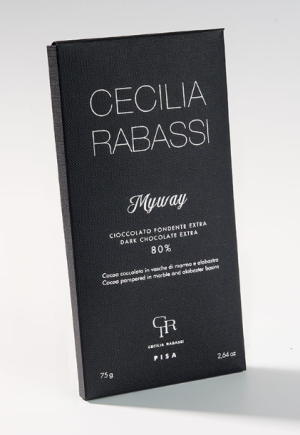 CECILIA
RABASSI
Myway
CIOCCOLATO FONDENTE EXTRA
DARK CHOCOLATE EXTRA
80%
Cacao coccolato in vasche di marmo e alabastro
Cocoa pampered in marble and alabaster basins
CR
CECILIA RABASSI
PISA
75 g
2,64 oz